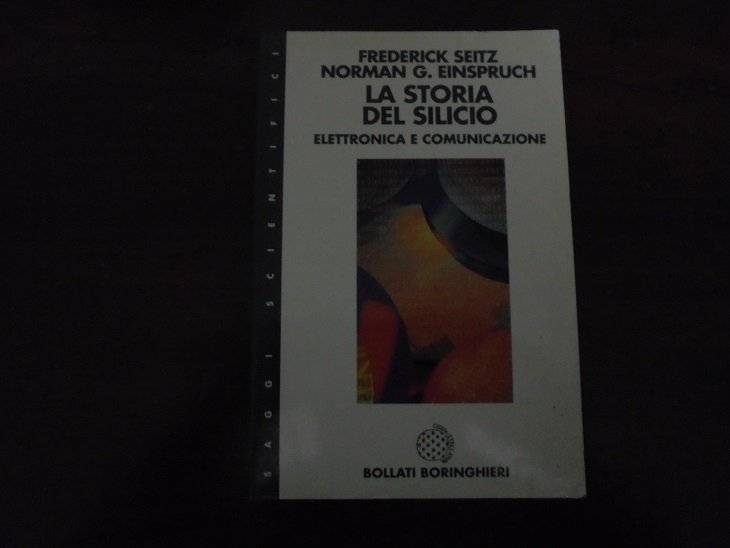 FREDERICK SEITZ
NORMAN G. EINSPRUCH
LA STORIA
DEL SILICIO
ELETTRONICA E COMUNICAZIONE
SAGGI SCIENTIFICI
BOLLATI BORINGHIERI